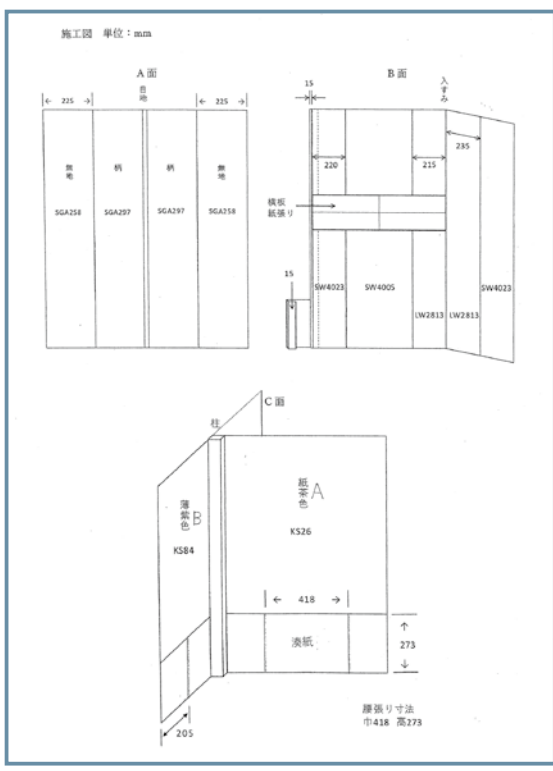 施工図 単位：mm
A 面
目地
225
225
無地
柄
柄
無地
SGA258
SGA297
SGA297
SGA258
B 面
入すみ
15
220
215
235
横板
紙張り
15
SW4023
SW4005
LW2813
LW2813
SW4023
C 面
柱
薄紫色
B
KS84
紙茶色
A
KS26
418
湊紙
273
205
腰張り寸法
巾418 高273